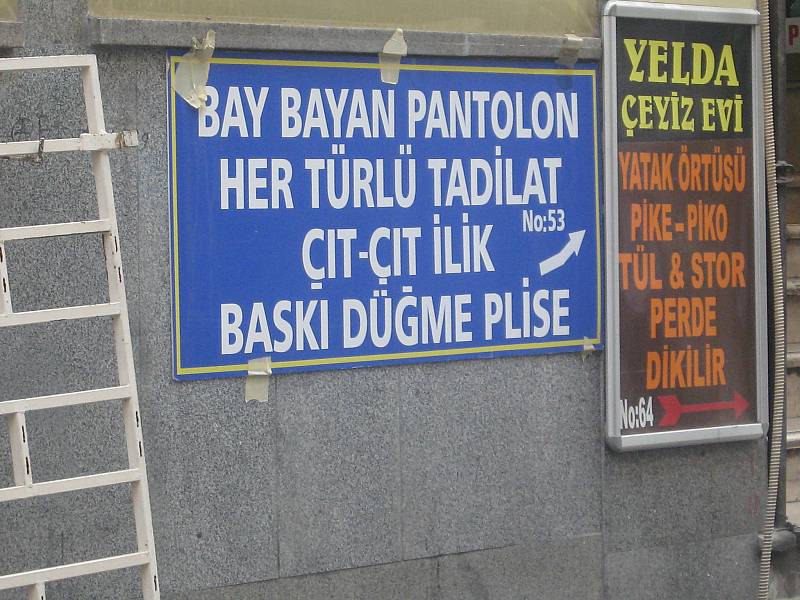 BAY BAYAN PANTOLON
HER TÜRLÜ TADİLAT
No:53
ÇIT-ÇIT İLİK
BASKI DÜĞME PLİSE
YELDA
ÇEYİZ EVİ
YATAK ÖRTÜSÜ
PİKE-PİKO
TÜL & STOR
PERDE
DİKİLİR
No:64